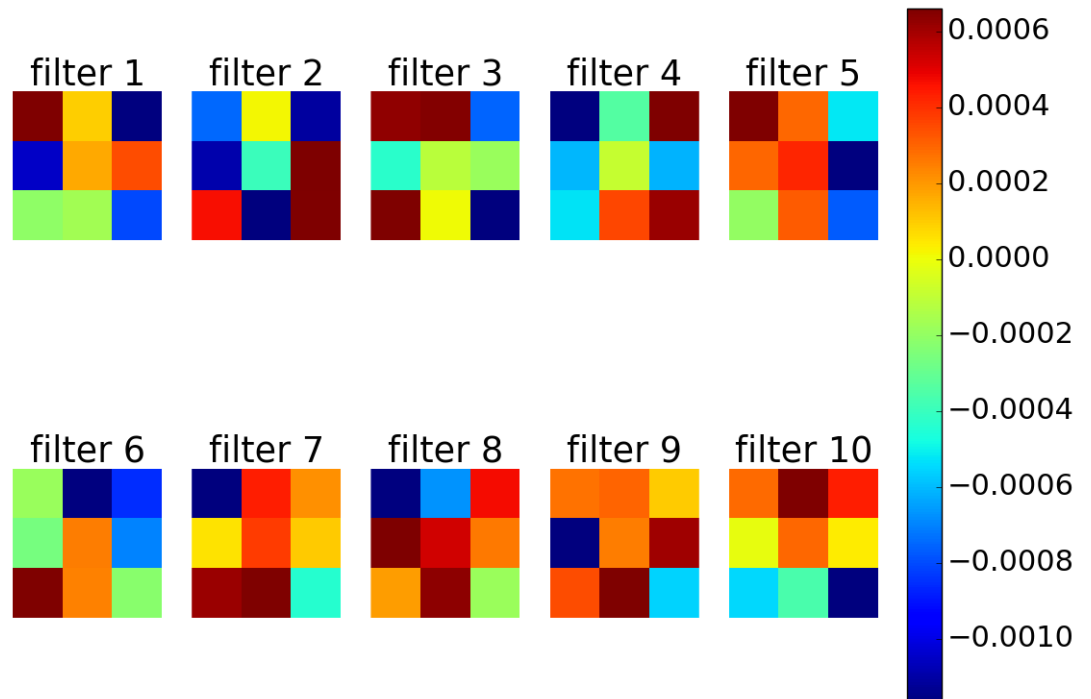 filter 1
filter 2
filter 3
filter 4
filter 5
filter 6
filter 7
filter 8
filter 9
filter 10
0.0006
0.0004
0.0002
0.0000
−0.0002
−0.0004
−0.0006
−0.0008
−0.0010